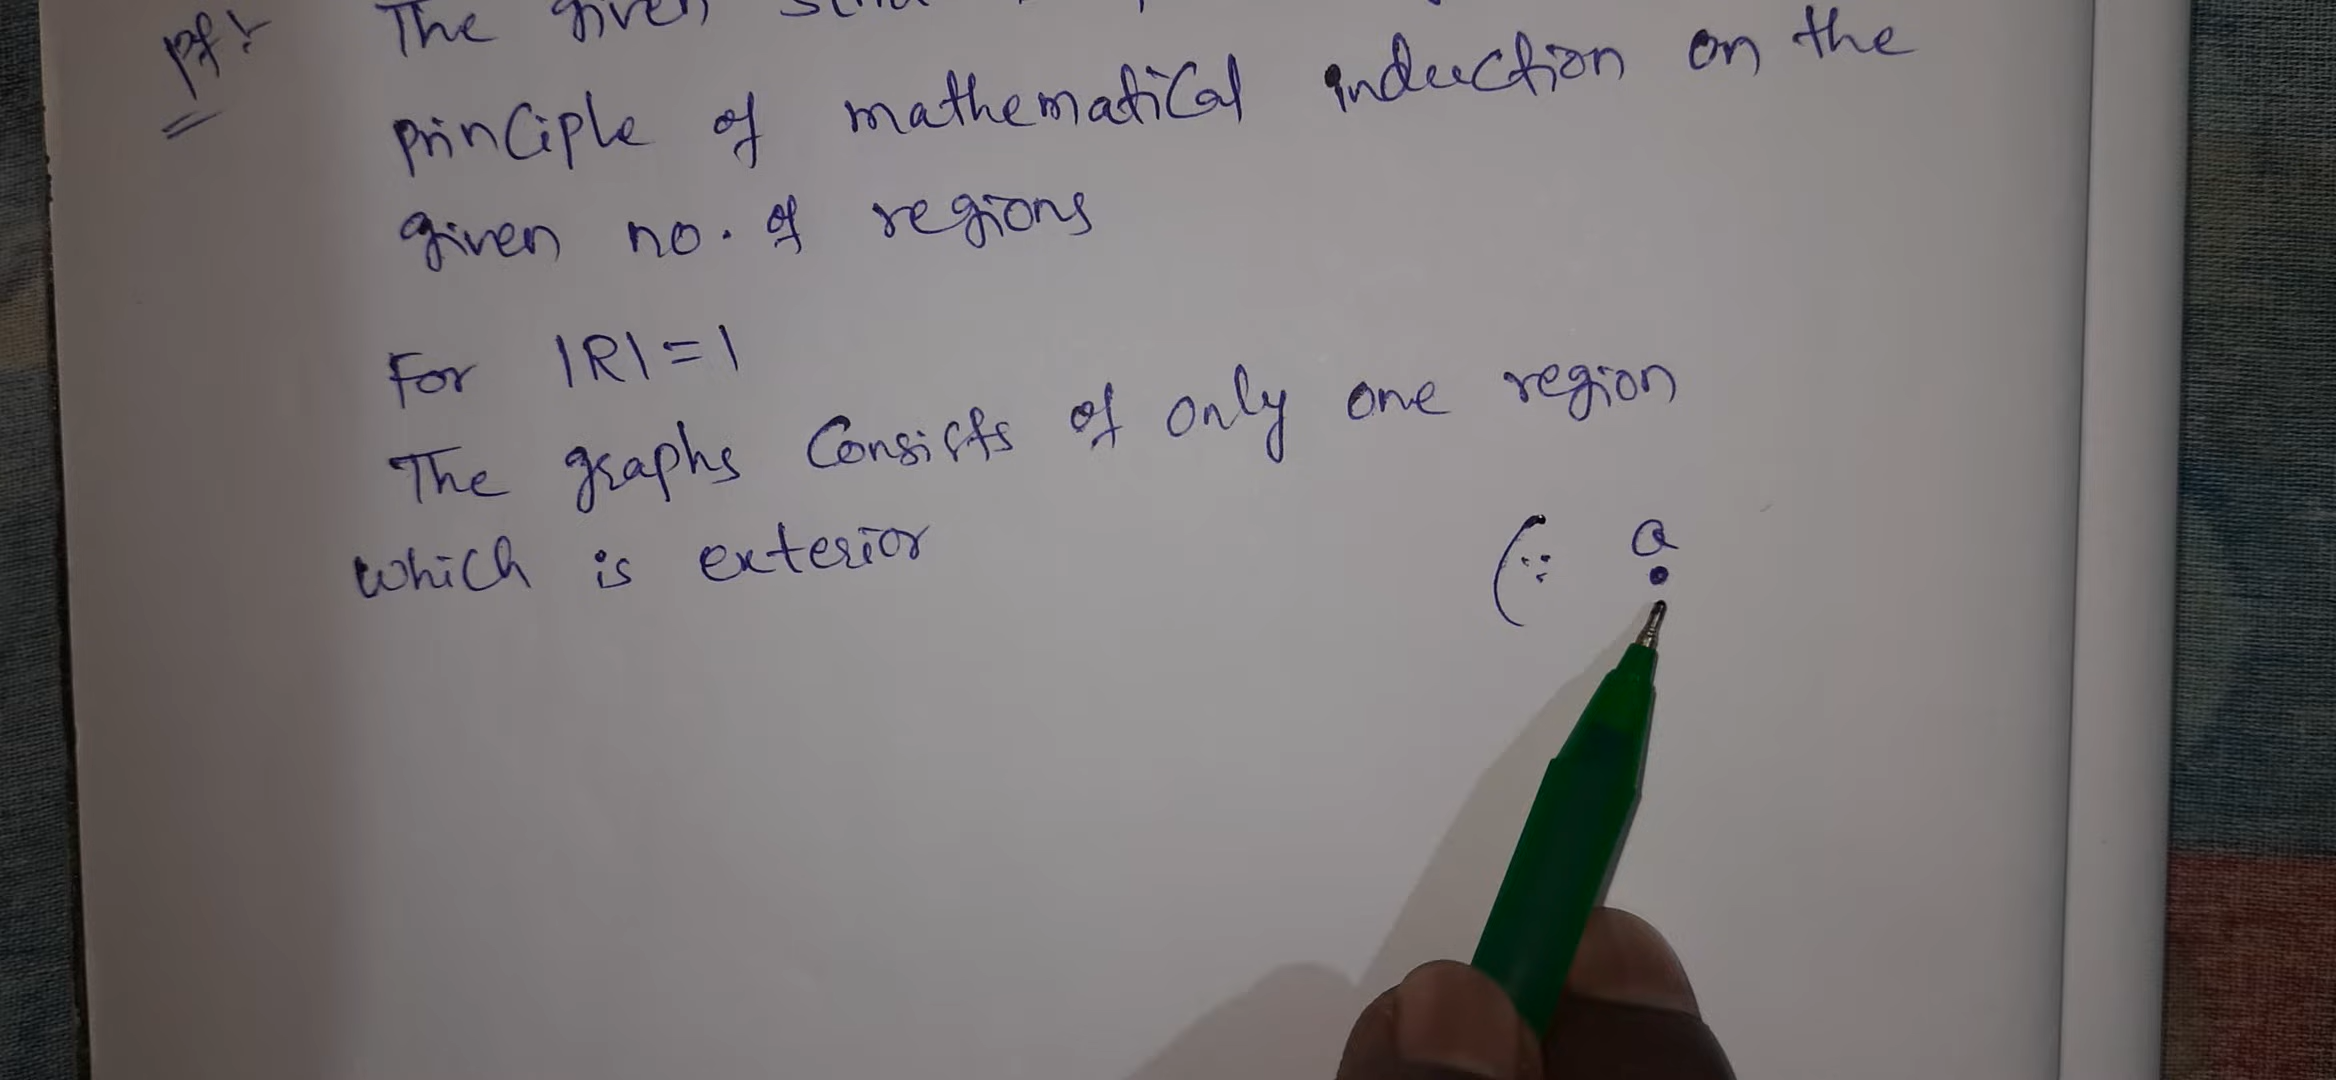 Pf:- The given
principle of mathematical induction on the
given no. of regions
For |R| = 1
The graphs Consists of only one region
which is exterior (∵ a